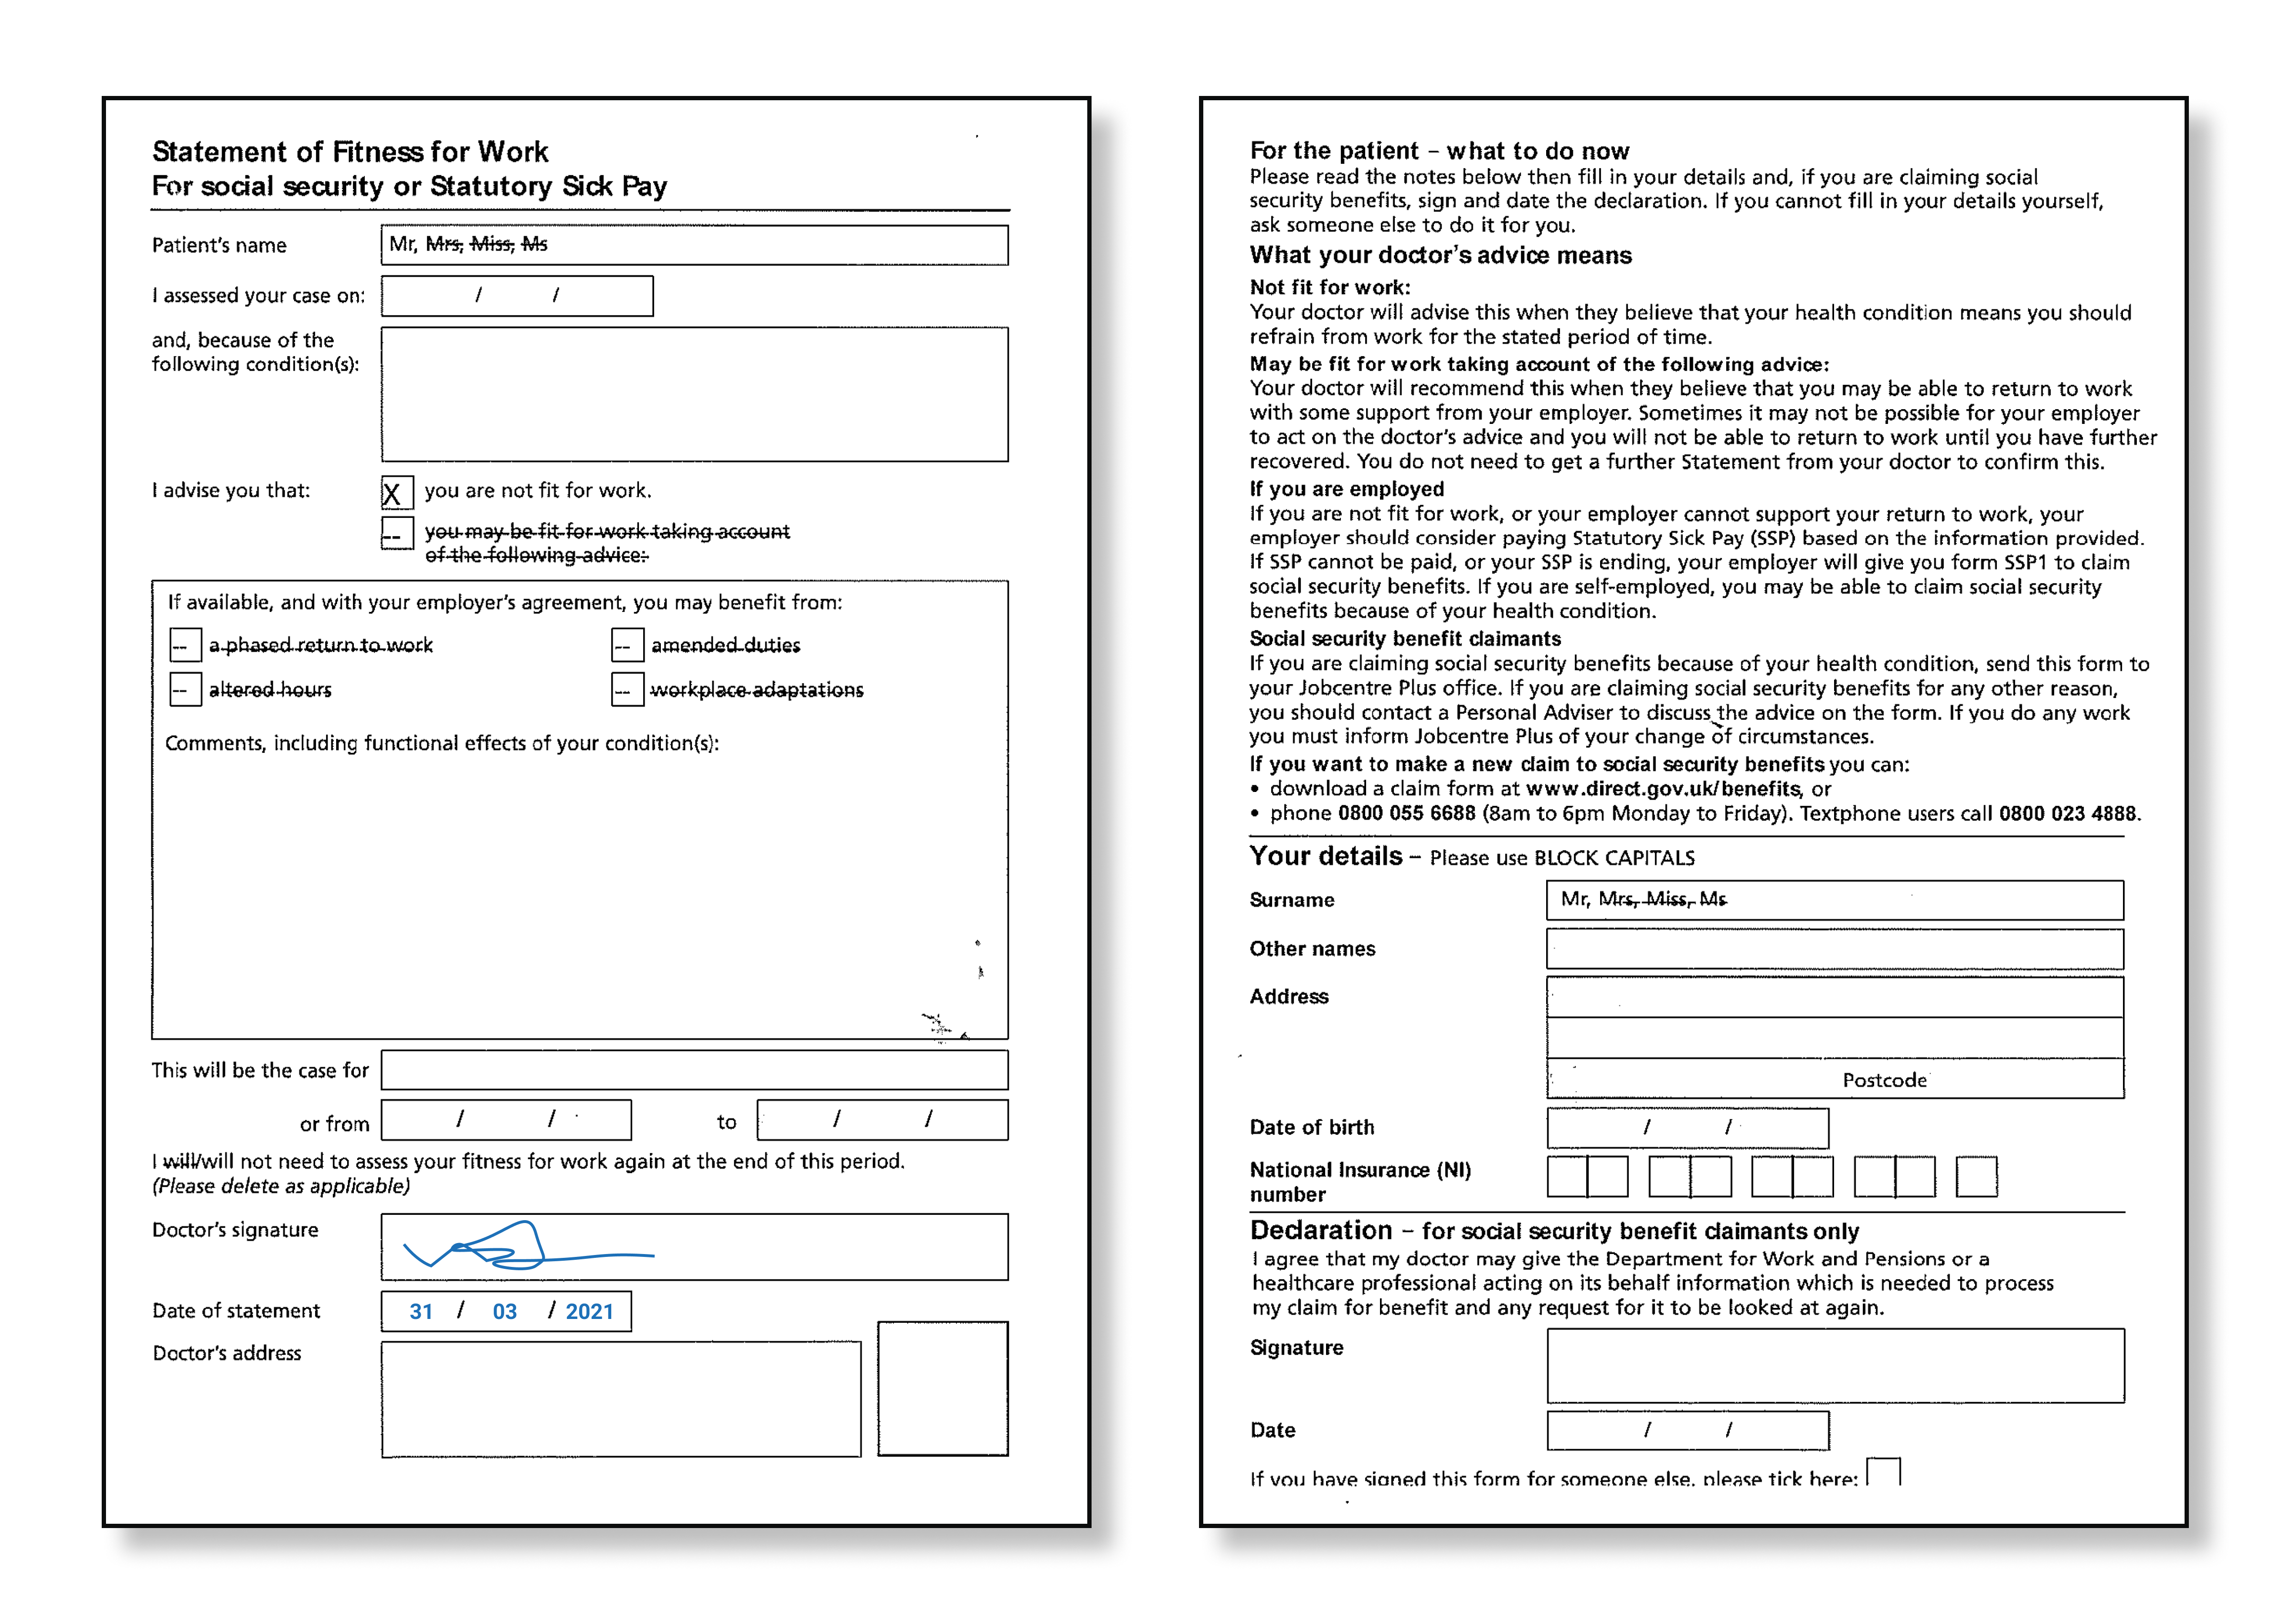 Statement of Fitness for Work
For social security or Statutory Sick Pay
Patient's name
Mr, Mrs, Miss, Ms
I assessed your case on:
/ /
and, because of the
following condition(s):
I advise you that:
X you are not fit for work.
-- you may be fit for work taking account
of the following advice:
If available, and with your employer's agreement, you may benefit from:
-- a phased return to work -- amended duties
-- altered hours -- workplace adaptations
Comments, including functional effects of your condition(s):
This will be the case for
or from / / to / /
I will/will not need to assess your fitness for work again at the end of this period.
(Please delete as applicable)
Doctor's signature
Date of statement 31 / 03 / 2021
Doctor's address
For the patient – what to do now
Please read the notes below then fill in your details and, if you are claiming social
security benefits, sign and date the declaration. If you cannot fill in your details yourself,
ask someone else to do it for you.
What your doctor's advice means
Not fit for work:
Your doctor will advise this when they believe that your health condition means you should
refrain from work for the stated period of time.
May be fit for work taking account of the following advice:
Your doctor will recommend this when they believe that you may be able to return to work
with some support from your employer. Sometimes it may not be possible for your employer
to act on the doctor's advice and you will not be able to return to work until you have further
recovered. You do not need to get a further Statement from your doctor to confirm this.
If you are employed
If you are not fit for work, or your employer cannot support your return to work, your
employer should consider paying Statutory Sick Pay (SSP) based on the information provided.
If SSP cannot be paid, or your SSP is ending, your employer will give you form SSP1 to claim
social security benefits. If you are self-employed, you may be able to claim social security
benefits because of your health condition.
Social security benefit claimants
If you are claiming social security benefits because of your health condition, send this form to
your Jobcentre Plus office. If you are claiming social security benefits for any other reason,
you should contact a Personal Adviser to discuss the advice on the form. If you do any work
you must inform Jobcentre Plus of your change of circumstances.
If you want to make a new claim to social security benefits you can:
• download a claim form at www.direct.gov.uk/benefits, or
• phone 0800 055 6688 (8am to 6pm Monday to Friday). Textphone users call 0800 023 4888.
Your details – Please use BLOCK CAPITALS
Surname Mr, Mrs, Miss, Ms
Other names
Address
Postcode
Date of birth / /
National Insurance (NI)
number
Declaration – for social security benefit claimants only
I agree that my doctor may give the Department for Work and Pensions or a
healthcare professional acting on its behalf information which is needed to process
my claim for benefit and any request for it to be looked at again.
Signature
Date / /
If you have signed this form for someone else, please tick here: